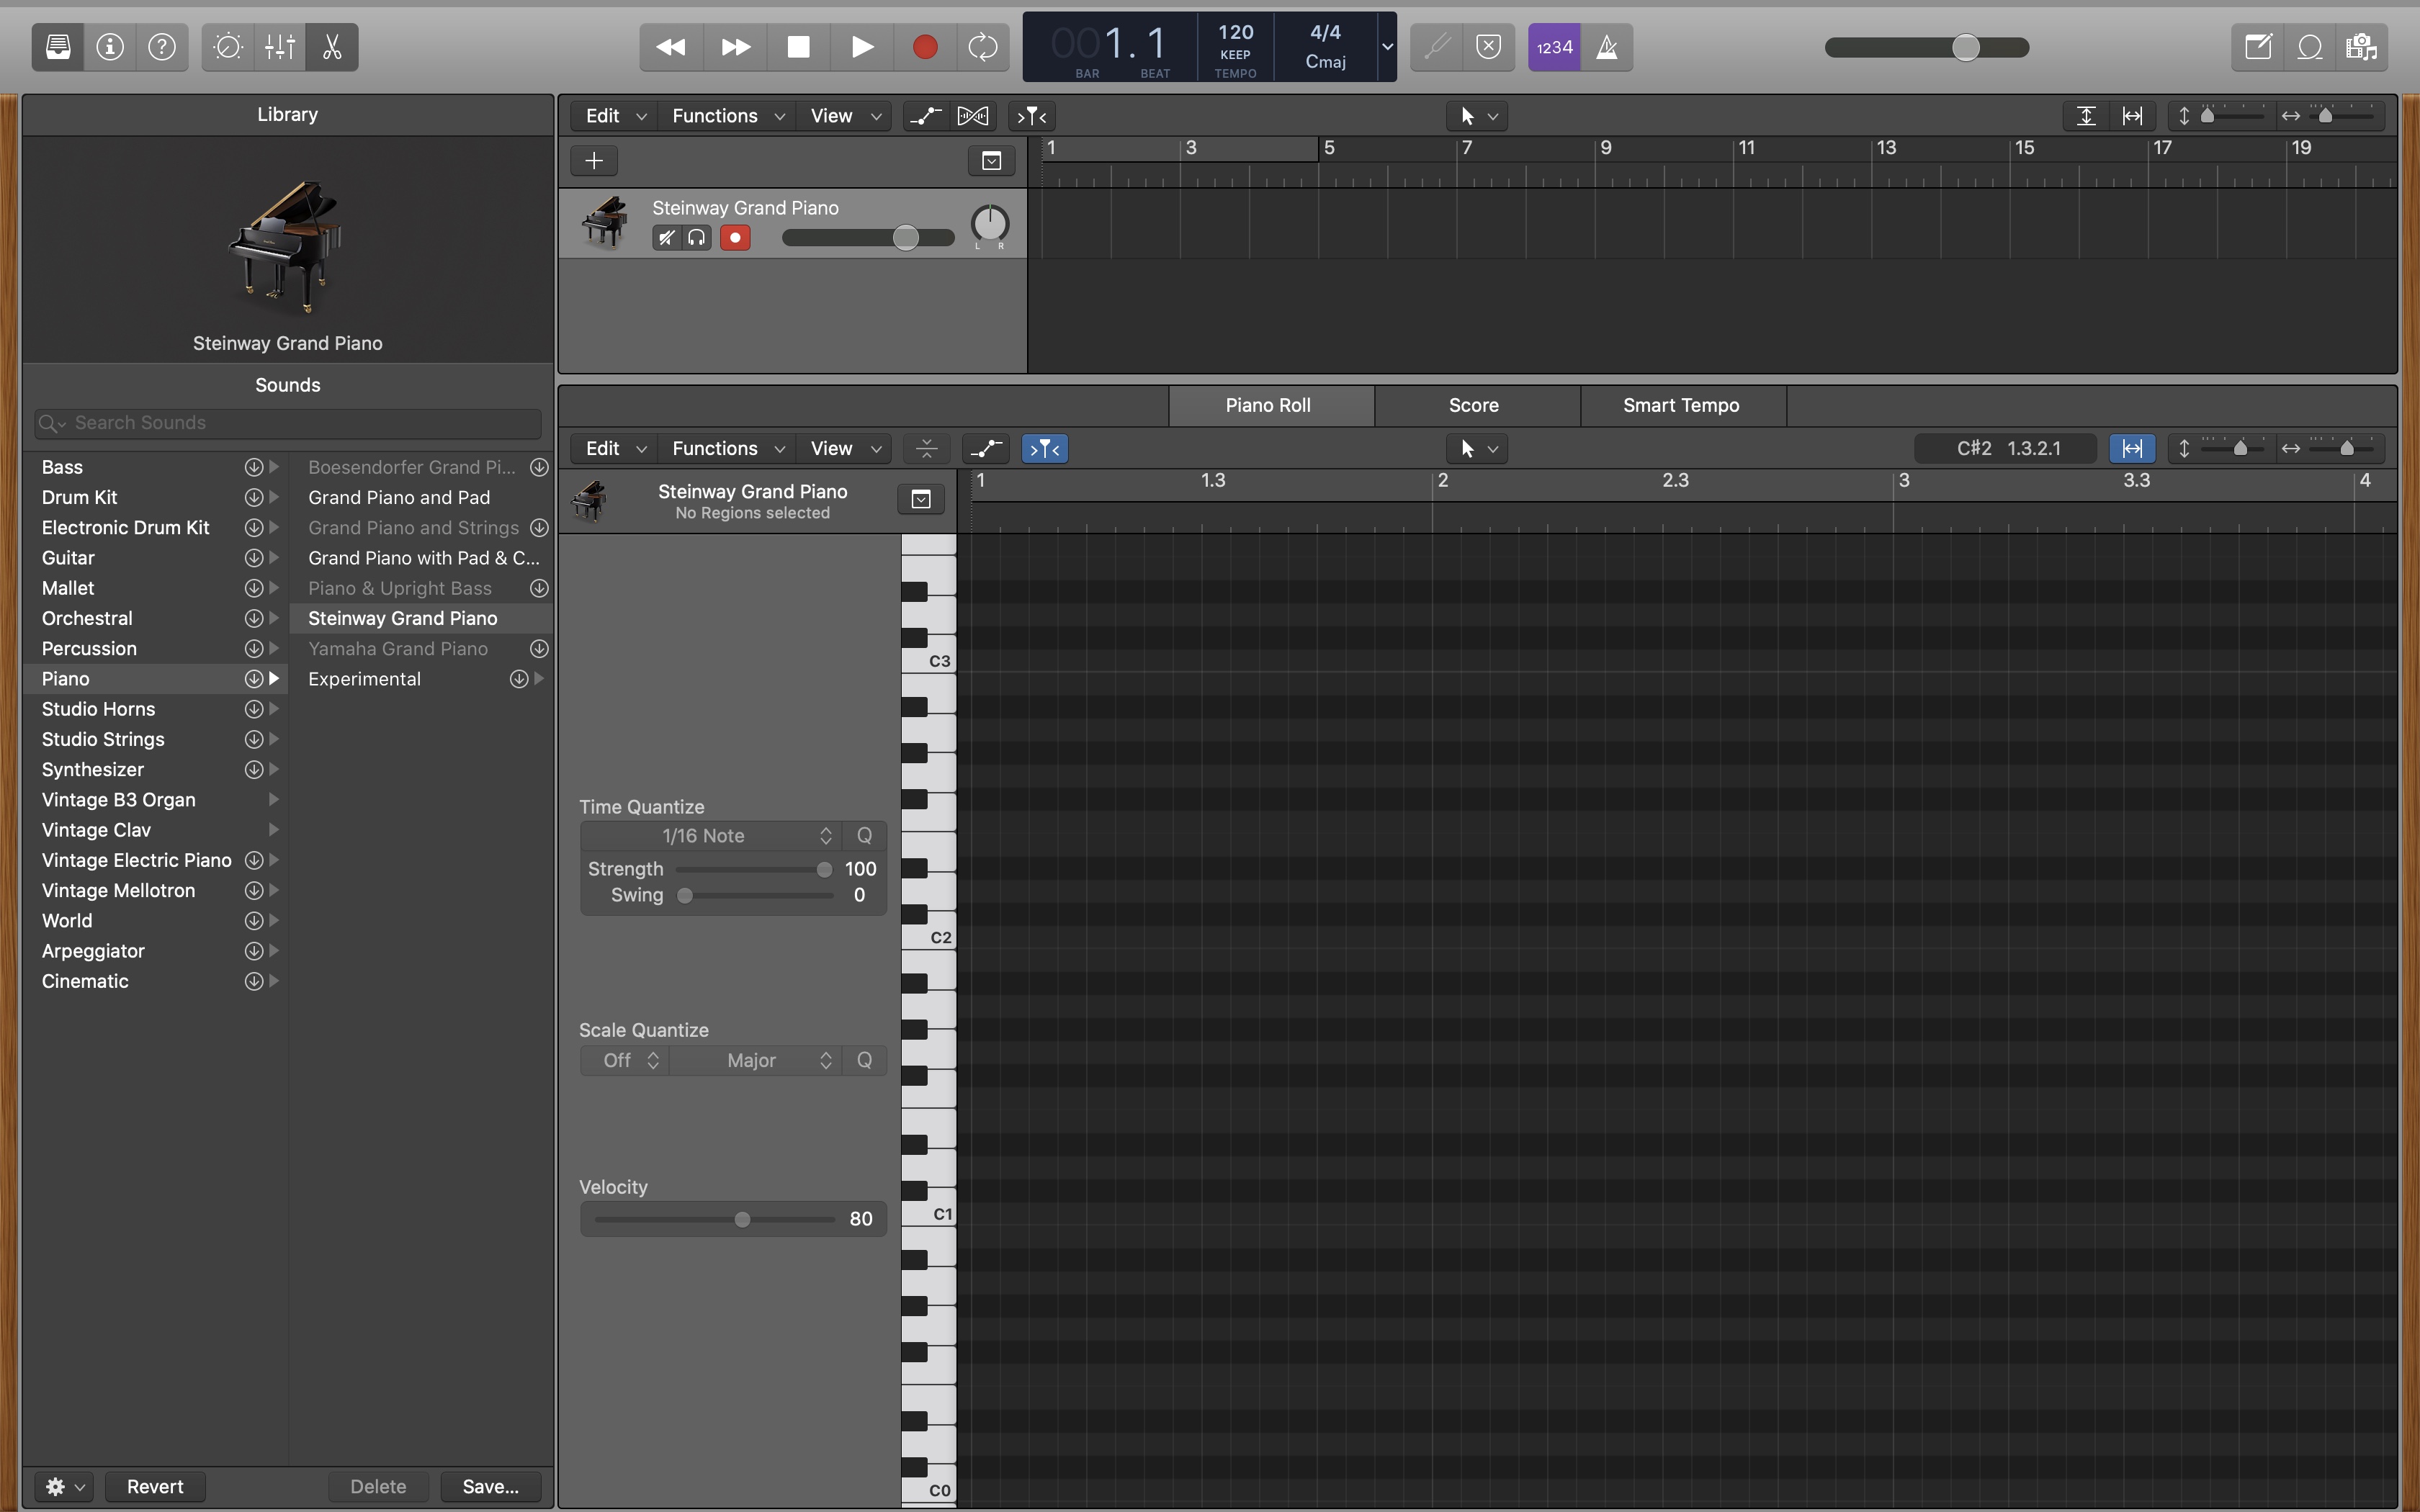 001. 1
BAR BEAT
120
KEEP
TEMPO
4/4
Cmaj
1234
Library
Steinway Grand Piano
Sounds
Search Sounds
Bass
Drum Kit
Electronic Drum Kit
Guitar
Mallet
Orchestral
Percussion
Piano
Studio Horns
Studio Strings
Synthesizer
Vintage B3 Organ
Vintage Clav
Vintage Electric Piano
Vintage Mellotron
World
Arpeggiator
Cinematic
Boesendorfer Grand Pi...
Grand Piano and Pad
Grand Piano and Strings
Grand Piano with Pad & C...
Piano & Upright Bass
Steinway Grand Piano
Yamaha Grand Piano
Experimental
Revert Delete Save...
Edit Functions View
1 3 5 7 9 11 13 15 17 19
Steinway Grand Piano
L R
Piano Roll Score Smart Tempo
Edit Functions View
C#2 1.3.2.1
Steinway Grand Piano
No Regions selected
1 1.3 2 2.3 3 3.3 4
Time Quantize
1/16 Note Q
Strength 100
Swing 0
Scale Quantize
Off Major Q
Velocity
80
C3
C2
C1
C0